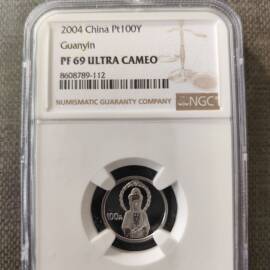 2004 China Pt100Y
Guanyin
PF 69 ULTRA CAMEO
8608789-112
NUMISMATIC GUARANTY COMPANY
NGC
100元